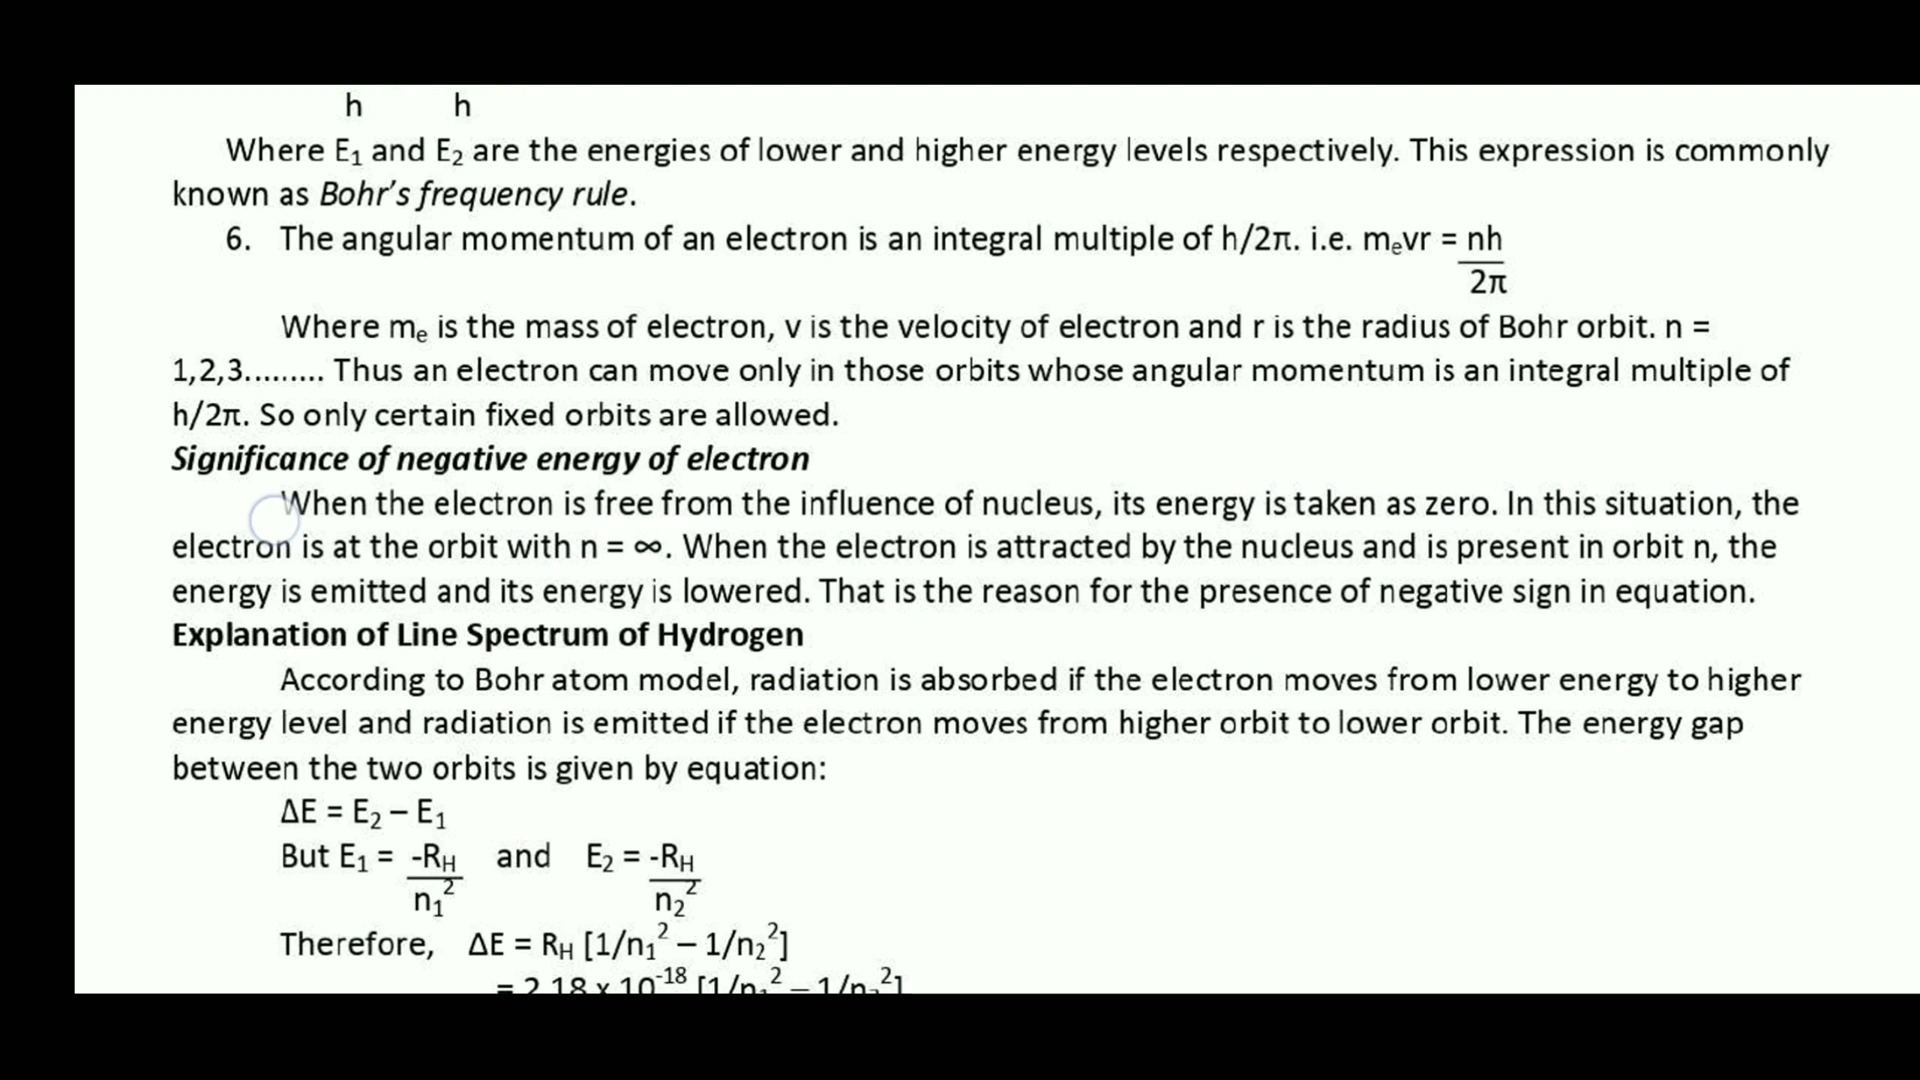 h h
Where E₁ and E₂ are the energies of lower and higher energy levels respectively. This expression is commonly
known as Bohr's frequency rule.
6. The angular momentum of an electron is an integral multiple of h/2π. i.e. mₑvr = nh
2π
Where mₑ is the mass of electron, v is the velocity of electron and r is the radius of Bohr orbit. n =
1,2,3......... Thus an electron can move only in those orbits whose angular momentum is an integral multiple of
h/2π. So only certain fixed orbits are allowed.
Significance of negative energy of electron
When the electron is free from the influence of nucleus, its energy is taken as zero. In this situation, the
electron is at the orbit with n = ∞. When the electron is attracted by the nucleus and is present in orbit n, the
energy is emitted and its energy is lowered. That is the reason for the presence of negative sign in equation.
Explanation of Line Spectrum of Hydrogen
According to Bohr atom model, radiation is absorbed if the electron moves from lower energy to higher
energy level and radiation is emitted if the electron moves from higher orbit to lower orbit. The energy gap
between the two orbits is given by equation:
ΔE = E₂ – E₁
But E₁ = -R_H and E₂ = -R_H
n₁² n₂²
Therefore, ΔE = R_H [1/n₁² – 1/n₂²]
= 2.18 x 10⁻¹⁸ [1/n₁² – 1/n₂²]